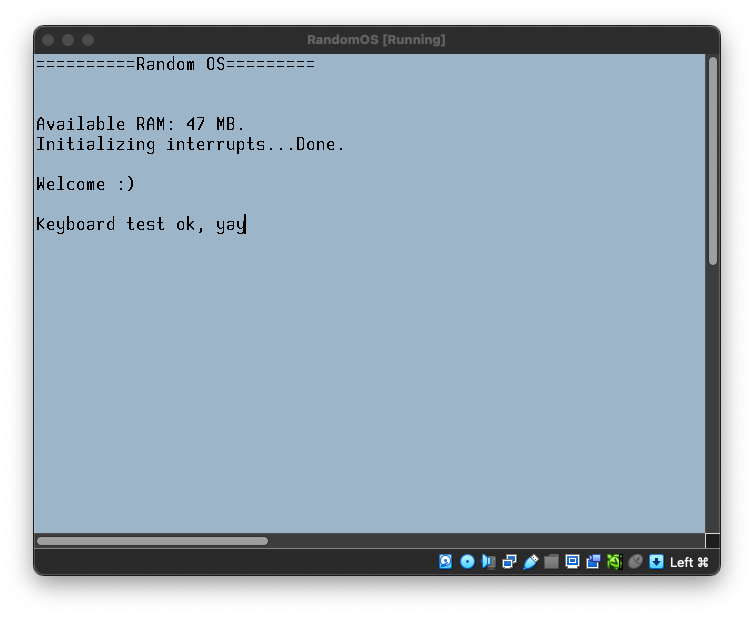 RandomOS [Running]
==========Random OS=========
Available RAM: 47 MB.
Initializing interrupts...Done.
Welcome :)
Keyboard test ok, yay
Left ⌘